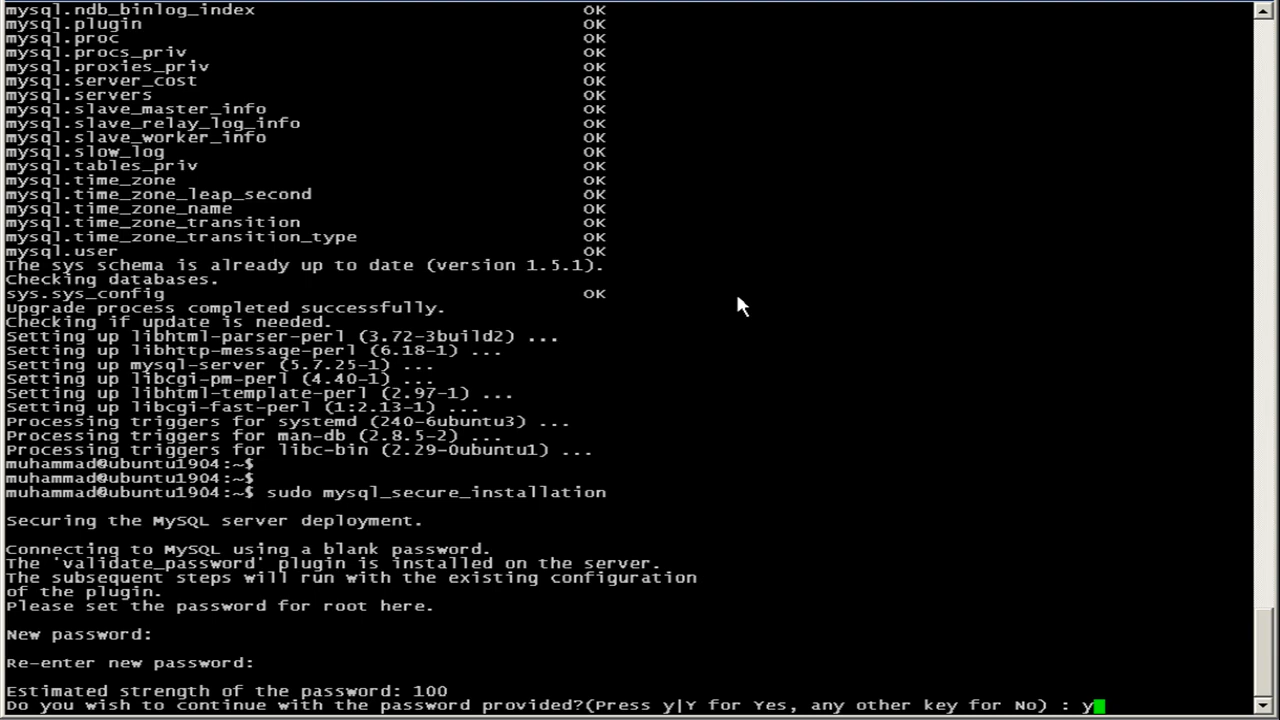 mysql.ndb_binlog_index OK
mysql.plugin OK
mysql.proc OK
mysql.procs_priv OK
mysql.proxies_priv OK
mysql.server_cost OK
mysql.servers OK
mysql.slave_master_info OK
mysql.slave_relay_log_info OK
mysql.slave_worker_info OK
mysql.slow_log OK
mysql.tables_priv OK
mysql.time_zone OK
mysql.time_zone_leap_second OK
mysql.time_zone_name OK
mysql.time_zone_transition OK
mysql.time_zone_transition_type OK
mysql.user OK
The sys schema is already up to date (version 1.5.1).
Checking databases.
sys.sys_config OK
Upgrade process completed successfully.
Checking if update is needed.
Setting up libhtml-parser-perl (3.72-3build2) ...
Setting up libhttp-message-perl (6.18-1) ...
Setting up mysql-server (5.7.25-1) ...
Setting up libcgi-pm-perl (4.40-1) ...
Setting up libhtml-template-perl (2.97-1) ...
Setting up libcgi-fast-perl (1:2.13-1) ...
Processing triggers for systemd (240-6ubuntu3) ...
Processing triggers for man-db (2.8.5-2) ...
Processing triggers for libc-bin (2.29-0ubuntu1) ...
muhammad@ubuntu1904:~$
muhammad@ubuntu1904:~$
muhammad@ubuntu1904:~$ sudo mysql_secure_installation
Securing the MySQL server deployment.
Connecting to MySQL using a blank password.
The 'validate_password' plugin is installed on the server.
The subsequent steps will run with the existing configuration
of the plugin.
Please set the password for root here.
New password:
Re-enter new password:
Estimated strength of the password: 100
Do you wish to continue with the password provided?(Press y|Y for Yes, any other key for No) : y